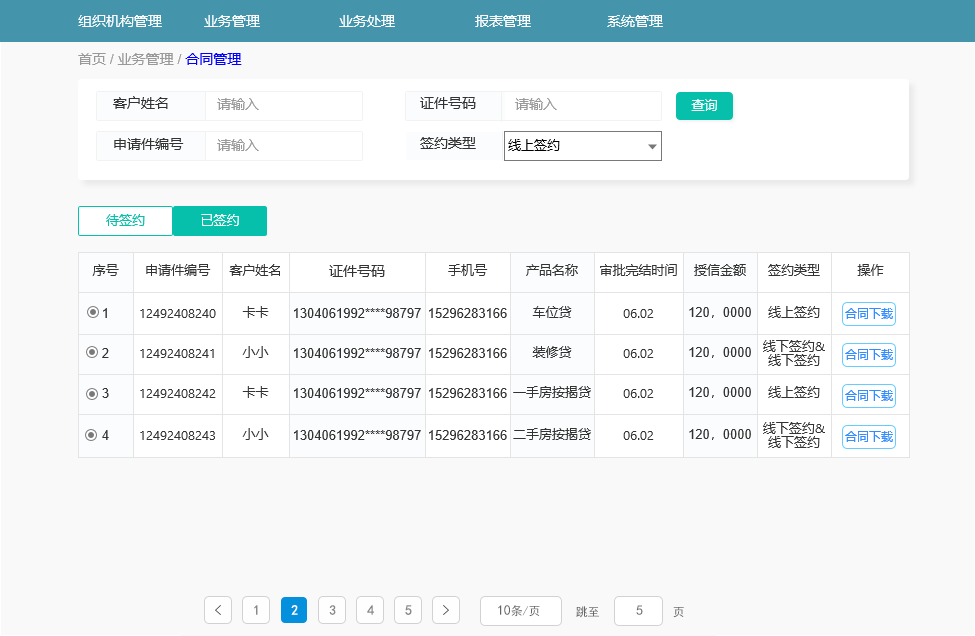 组织机构管理 业务管理 业务处理 报表管理 系统管理
首页 / 业务管理 / 合同管理
客户姓名 请输入 证件号码 请输入 查询
申请件编号 请输入 签约类型 线上签约
待签约 已签约
序号 申请件编号 客户姓名 证件号码 手机号 产品名称 审批完结时间 授信金额 签约类型 操作
1 12492408240 卡卡 1304061992****98797 15296283166 车位贷 06.02 120，0000 线上签约 合同下载
2 12492408241 小小 1304061992****98797 15296283166 装修贷 06.02 120，0000 线下签约& 合同下载
线下签约
3 12492408242 卡卡 1304061992****98797 15296283166 一手房按揭贷 06.02 120，0000 线上签约 合同下载
4 12492408243 小小 1304061992****98797 15296283166 二手房按揭贷 06.02 120，0000 线下签约& 合同下载
线下签约
< 1 2 3 4 5 > 10条/页 跳至 5 页